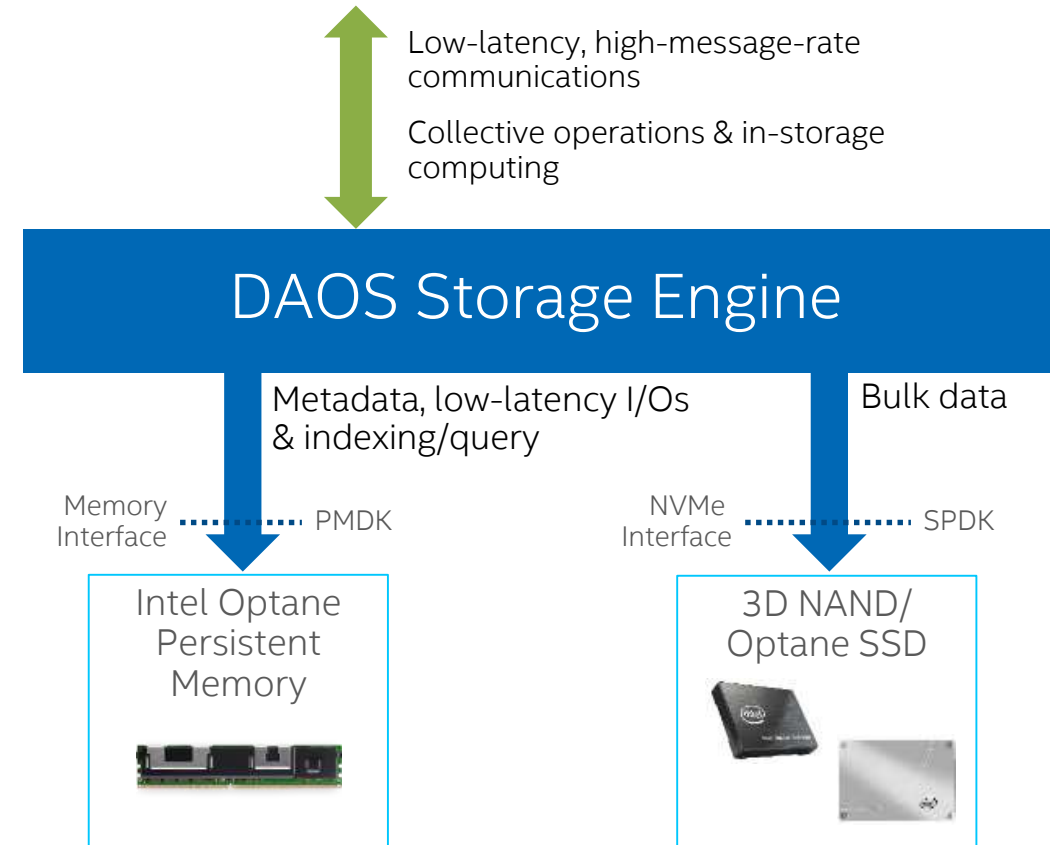 Low-latency, high-message-rate
communications
Collective operations & in-storage
computing
DAOS Storage Engine
Metadata, low-latency I/Os
& indexing/query
Bulk data
Memory
Interface
PMDK
NVMe
Interface
SPDK
Intel Optane
Persistent
Memory
3D NAND/
Optane SSD
(intel)